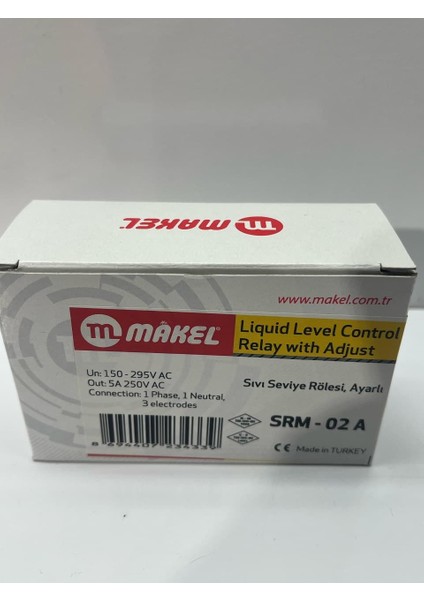 MAKEL
www.makel.com.tr
m MAKEL
Liquid Level Control
Relay with Adjust
Un: 150 - 295V AC
Out: 5A 250V AC
Connection: 1 Phase, 1 Neutral,
3 electrodes
Sıvı Seviye Rölesi, Ayarlı
SRM - 02 A
CE Made in TURKEY